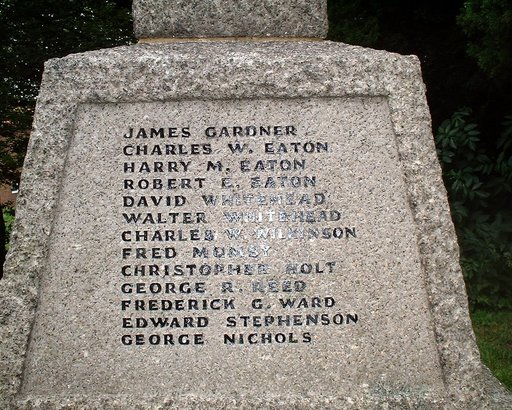 JAMES GARDNER
CHARLES W. EATON
HARRY M. EATON
ROBERT E. EATON
DAVID WHITEHEAD
WALTER WHITEHEAD
CHARLES W. WILKINSON
FRED
CHRISTOPHER HOLT
GEORGE R. REED
FREDERICK G. WARD
EDWARD STEPHENSON
GEORGE NICHOLS